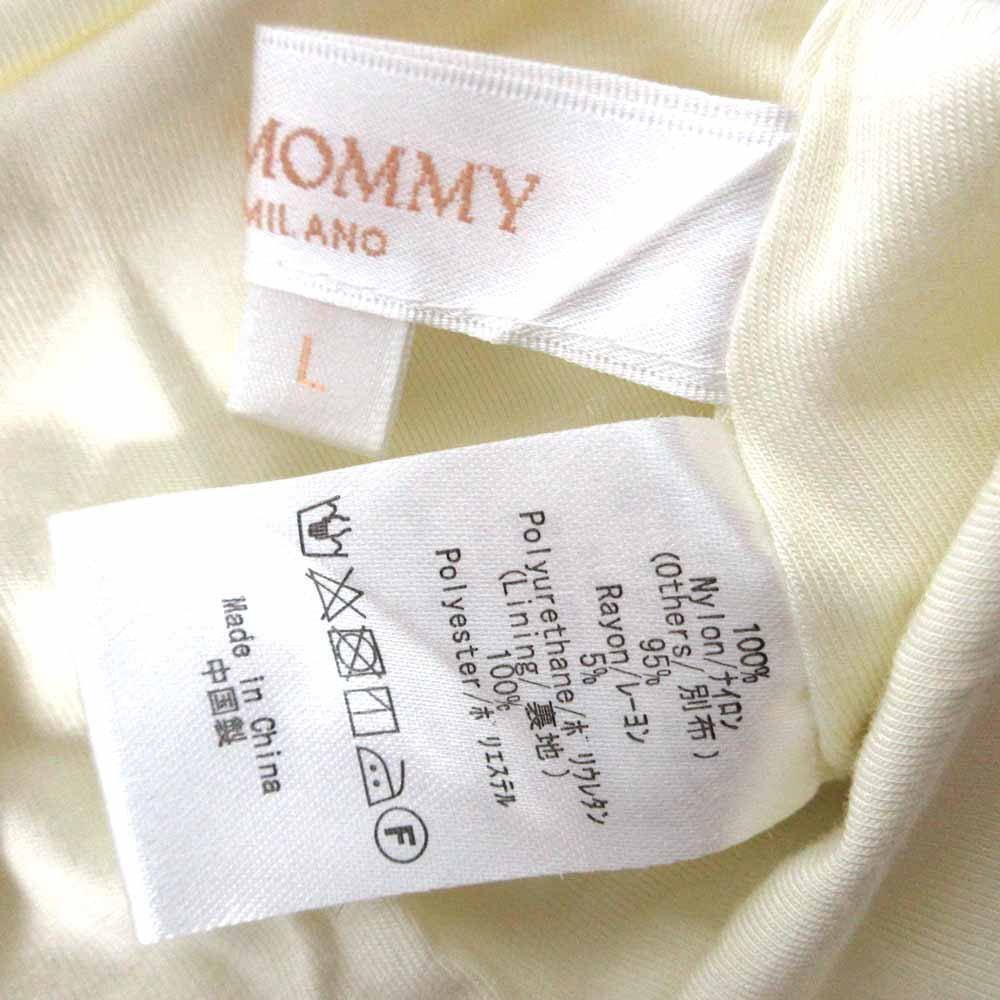 MOMMY
MILANO
L
100%
Nylon/ナイロン
(Others/別布)
95%
Rayon/レーヨン
5%
Polyurethane/ポリウレタン
(Lining/裏地)
100%
Polyester/ポリエステル
F
Made in China
中国製